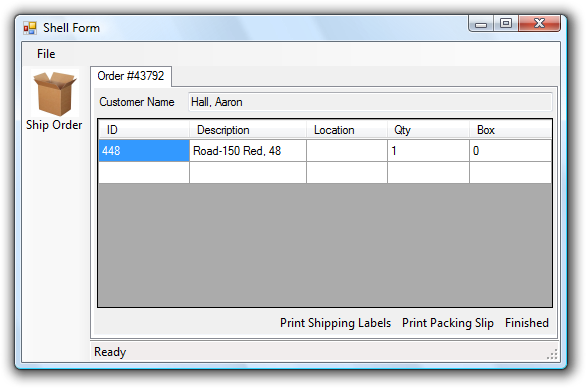 Shell Form
File
Ship Order
Order #43792
Customer Name Hall, Aaron
ID Description Location Qty Box
448 Road-150 Red, 48 1 0
Print Shipping Labels Print Packing Slip Finished
Ready